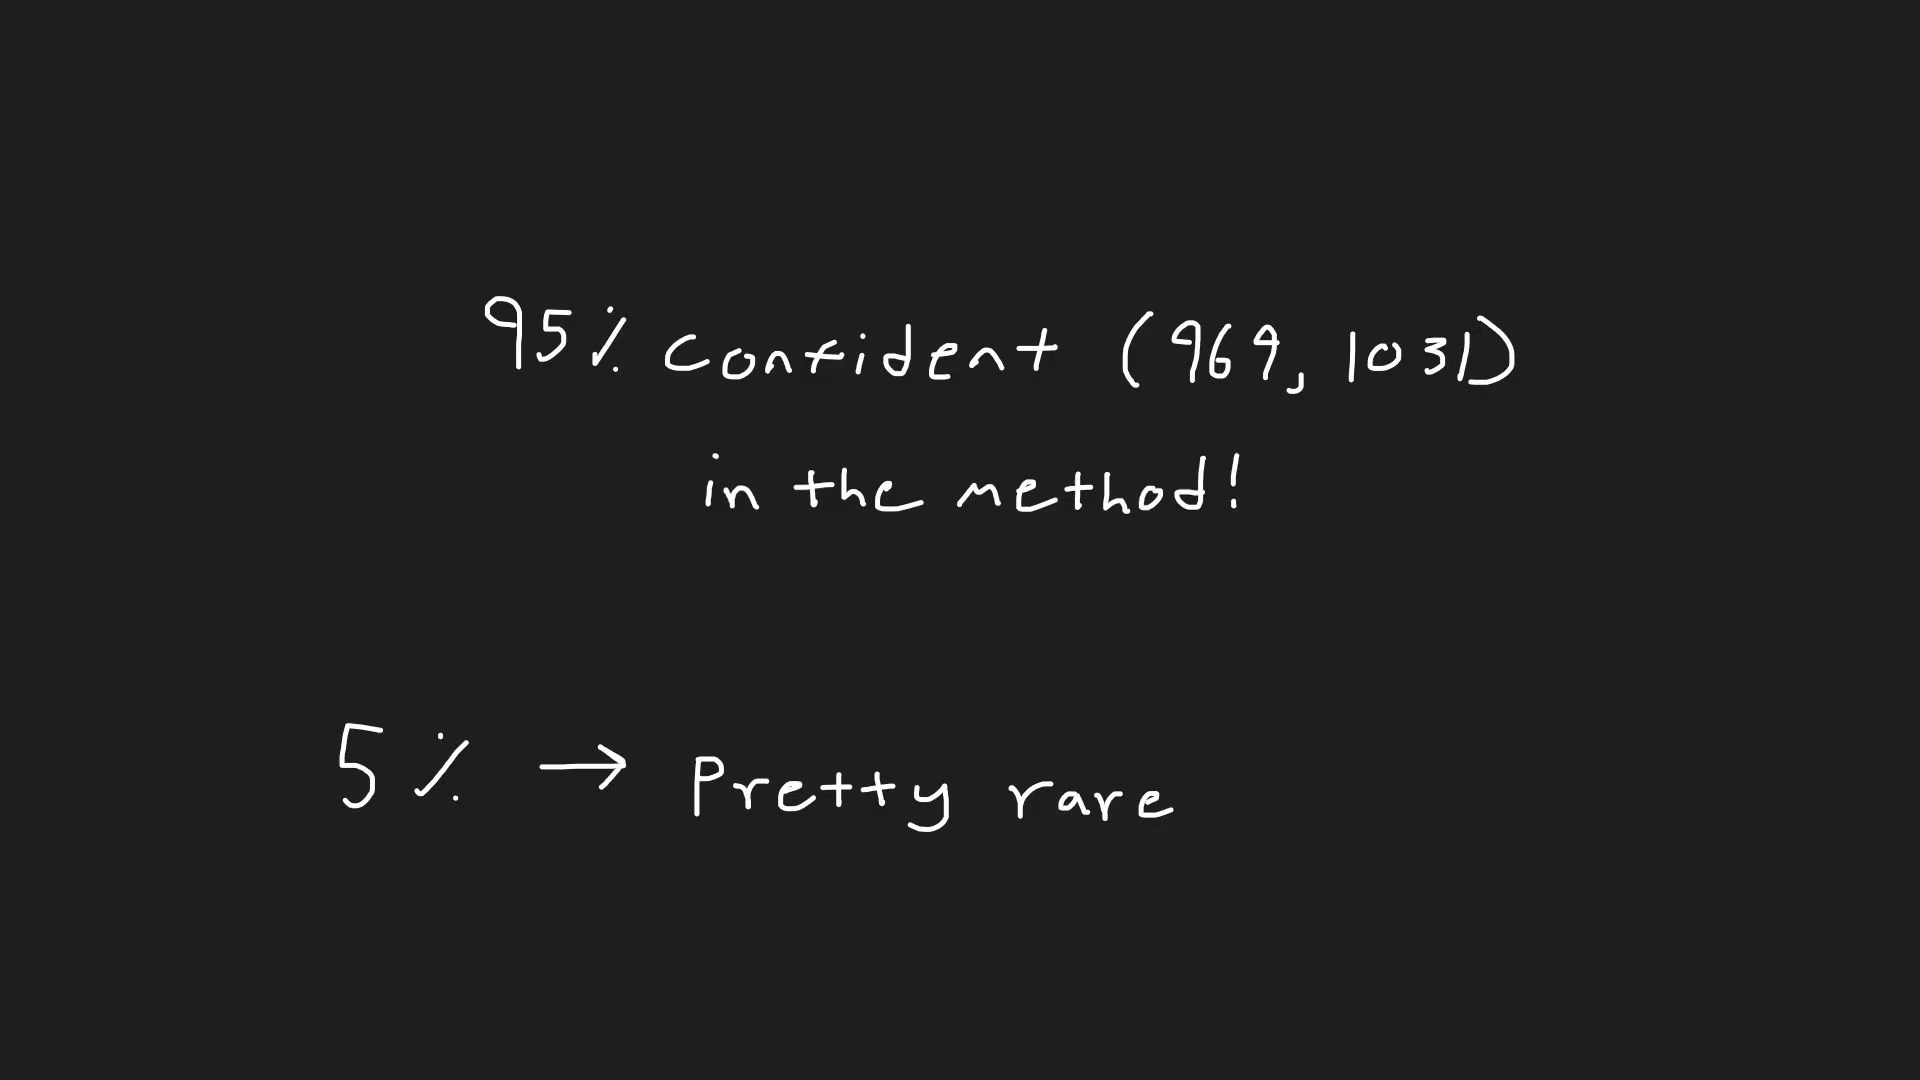 95% confident (969, 1031)
in the method!
5% → Pretty rare